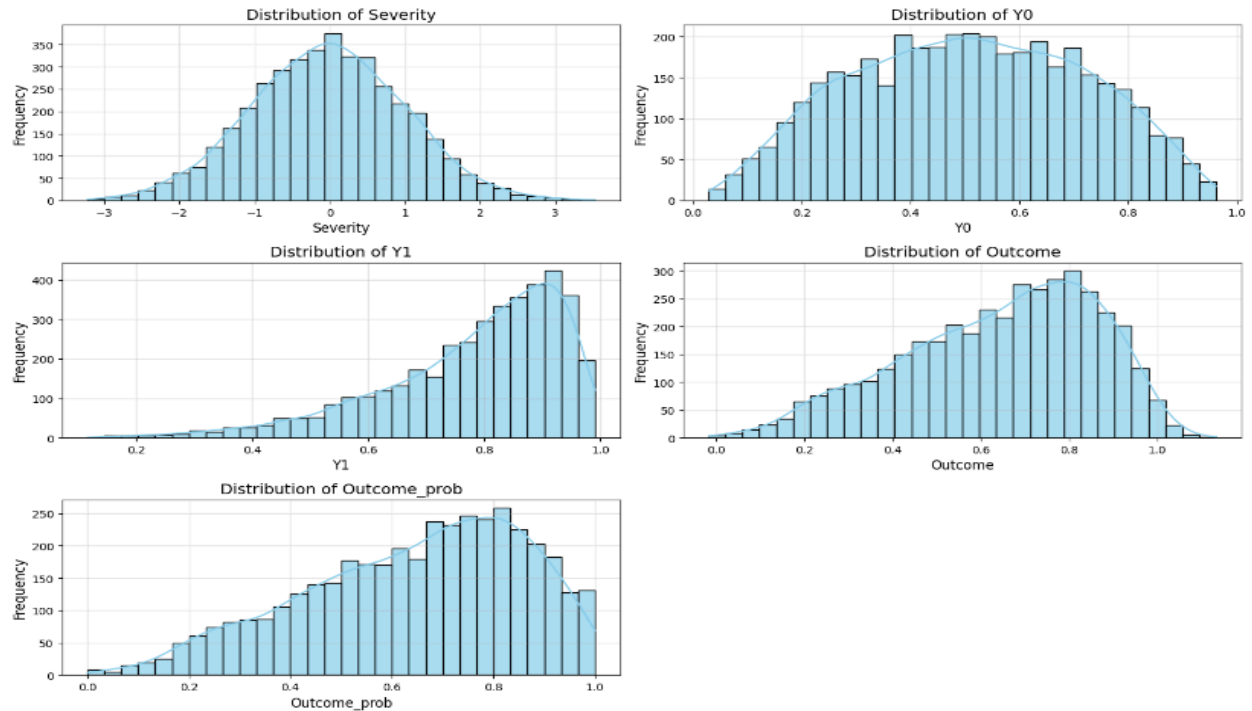 Distribution of Severity
350
300
250
200
150
100
50
0
Frequency
−3 −2 −1 0 1 2 3
Severity
Distribution of Y0
200
150
100
50
0
Frequency
0.0 0.2 0.4 0.6 0.8 1.0
Y0
Distribution of Y1
400
300
200
100
0
Frequency
0.2 0.4 0.6 0.8 1.0
Y1
Distribution of Outcome
300
250
200
150
100
50
0
Frequency
0.0 0.2 0.4 0.6 0.8 1.0
Outcome
Distribution of Outcome_prob
250
200
150
100
50
0
Frequency
0.0 0.2 0.4 0.6 0.8 1.0
Outcome_prob